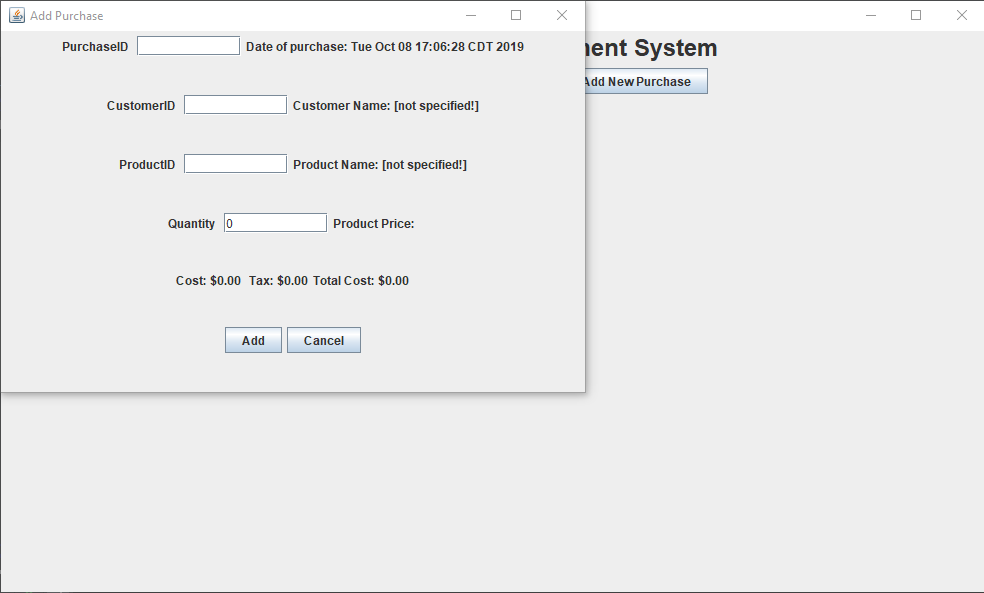 Add Purchase
PurchaseID Date of purchase: Tue Oct 08 17:06:28 CDT 2019
CustomerID Customer Name: [not specified!]
ProductID Product Name: [not specified!]
Quantity 0 Product Price:
Cost: $0.00 Tax: $0.00 Total Cost: $0.00
Add Cancel
System
Add New Purchase